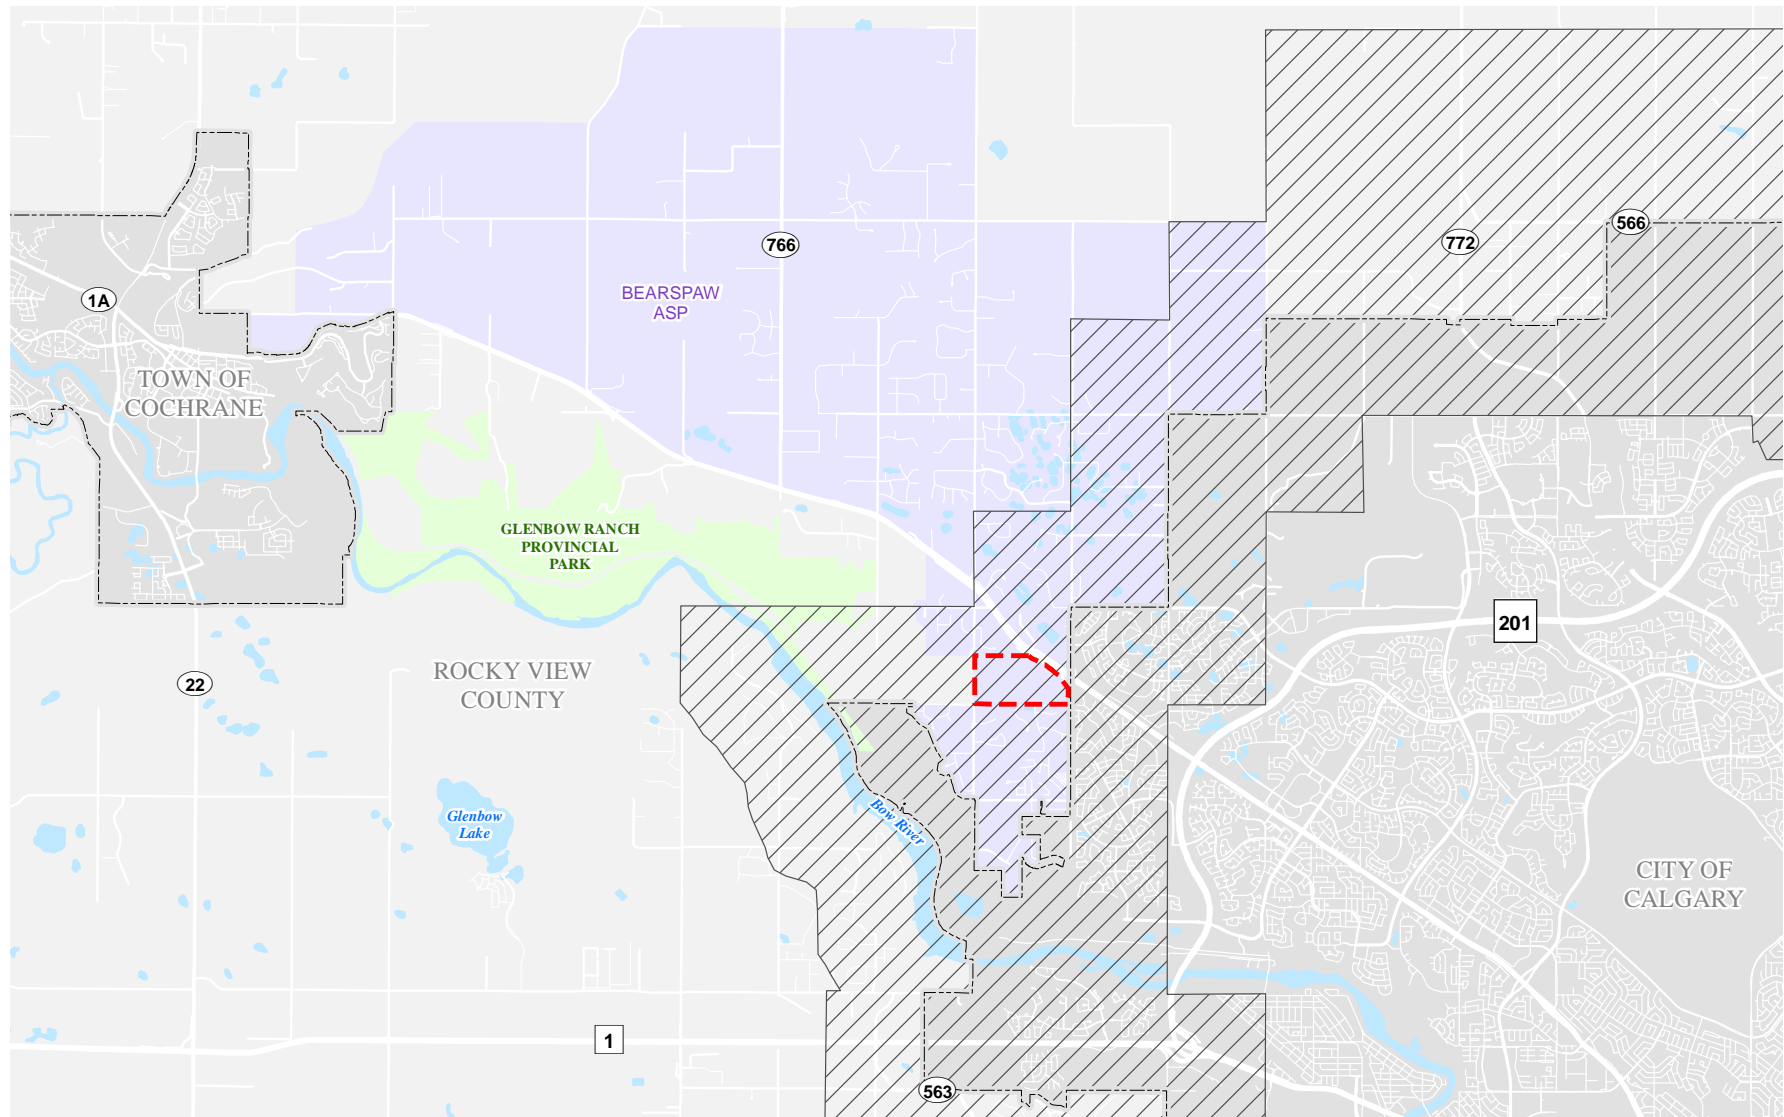 566
772
766
BEARSPAW
ASP
1A
TOWN OF
COCHRANE
GLENBOW RANCH
PROVINCIAL
PARK
201
ROCKY VIEW
COUNTY
22
Glenbow
Lake
Bow River
CITY OF
CALGARY
1
563